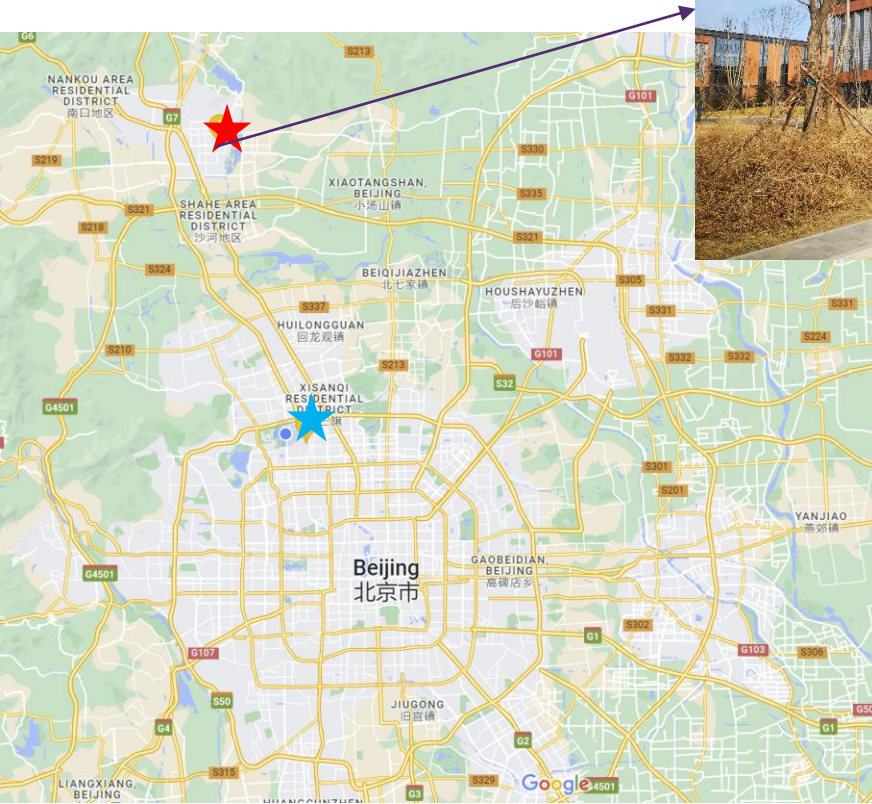 G6
S213
NANKOU AREA
RESIDENTIAL
DISTRICT
南口地区
G7
G101
S219
S330
XIAOTANGSHAN,
BEIJING
小汤山镇
S335
SHAHE AREA
RESIDENTIAL
DISTRICT
沙河地区
S321
S218
S321
S324
BEIQIJIAZHEN
北七家镇
HOUSHAYUZHEN
后沙峪镇
S305
S337
S331
S331
HUILONGGUAN
回龙观镇
S224
S210
G101
S332
S332
S213
S32
XISANQI
RESIDENTIAL
G4501
旗
S301
S201
YANJIAO
燕郊镇
Beijing
北京市
GAOBEIDIAN,
BEIJING
高碑店乡
G4501
S302
G1
G107
G103
S306
S50
JIUGONG
旧宫镇
G50
G4
G1
G2
S315
S329
Google
G4501
LIANGXIANG,
BEIJING
G3
HUANGCUNZHEN